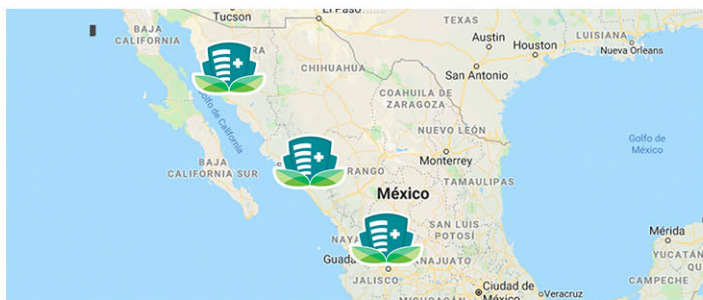 Tucson
El Paso
BAJA
CALIFORNIA
TEXAS
Austin
Houston
LUISIANA
Nueva Orleans
San Antonio
CHIHUAHUA
COAHUILA DE
ZARAGOZA
Golfo de California
NUEVO LEÓN
Monterrey
Golfo de
México
BAJA
CALIFORNIA SUR
RANGO
México
TAMAULIPAS
SAN LUIS
POTOSÍ
NAYA
Guada
ANAJUATO
JALISCO
Mérida
YUCATÁN
CAMPECHE
Ciudad de
México
Veracruz